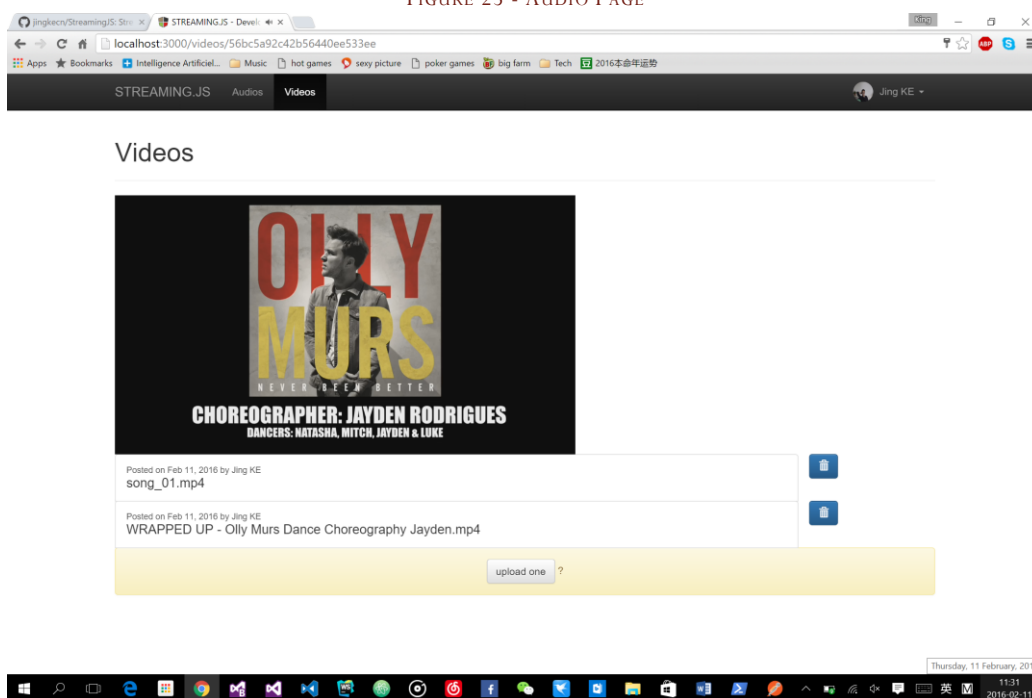 FIGURE 25 - AUDIO PAGE
jingkecn/StreamingJS: Stre
STREAMING.JS - Develo
King
localhost:3000/videos/56bc5a92c42b56440ee533ee
Apps Bookmarks Intelligence Artificiel... Music hot games sexy picture poker games big farm Tech 2016本命年运势
STREAMING.JS Audios Videos Jing KE
Videos
OLLY
MURS
NEVER BEEN BETTER
CHOREOGRAPHER: JAYDEN RODRIGUES
DANCERS: NATASHA, MITCH, JAYDEN & LUKE
Posted on Feb 11, 2016 by Jing KE
song_01.mp4
Posted on Feb 11, 2016 by Jing KE
WRAPPED UP - Olly Murs Dance Choreography Jayden.mp4
upload one ?
Thursday, 11 February, 201
英 M 11:31
2016-02-11